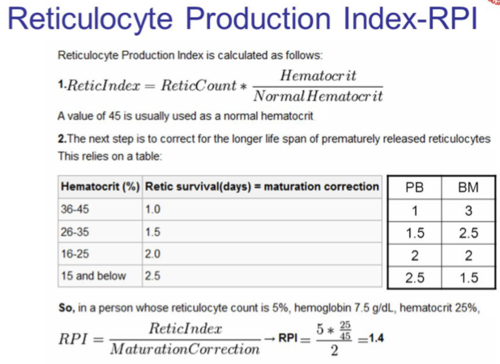 Reticulocyte Production Index-RPI
Reticulocyte Production Index is calculated as follows:
1.ReticIndex = ReticCount * Hematocrit / NormalHematocrit
A value of 45 is usually used as a normal hematocrit
2.The next step is to correct for the longer life span of prematurely released reticulocytes
This relies on a table:
Hematocrit (%) Retic survival(days) = maturation correction PB BM
36-45 1.0 1 3
26-35 1.5 1.5 2.5
16-25 2.0 2 2
15 and below 2.5 2.5 1.5
So, in a person whose reticulocyte count is 5%, hemoglobin 7.5 g/dL, hematocrit 25%,
RPI = ReticIndex / MaturationCorrection → RPI = 5 * 25/45 / 2 =1.4